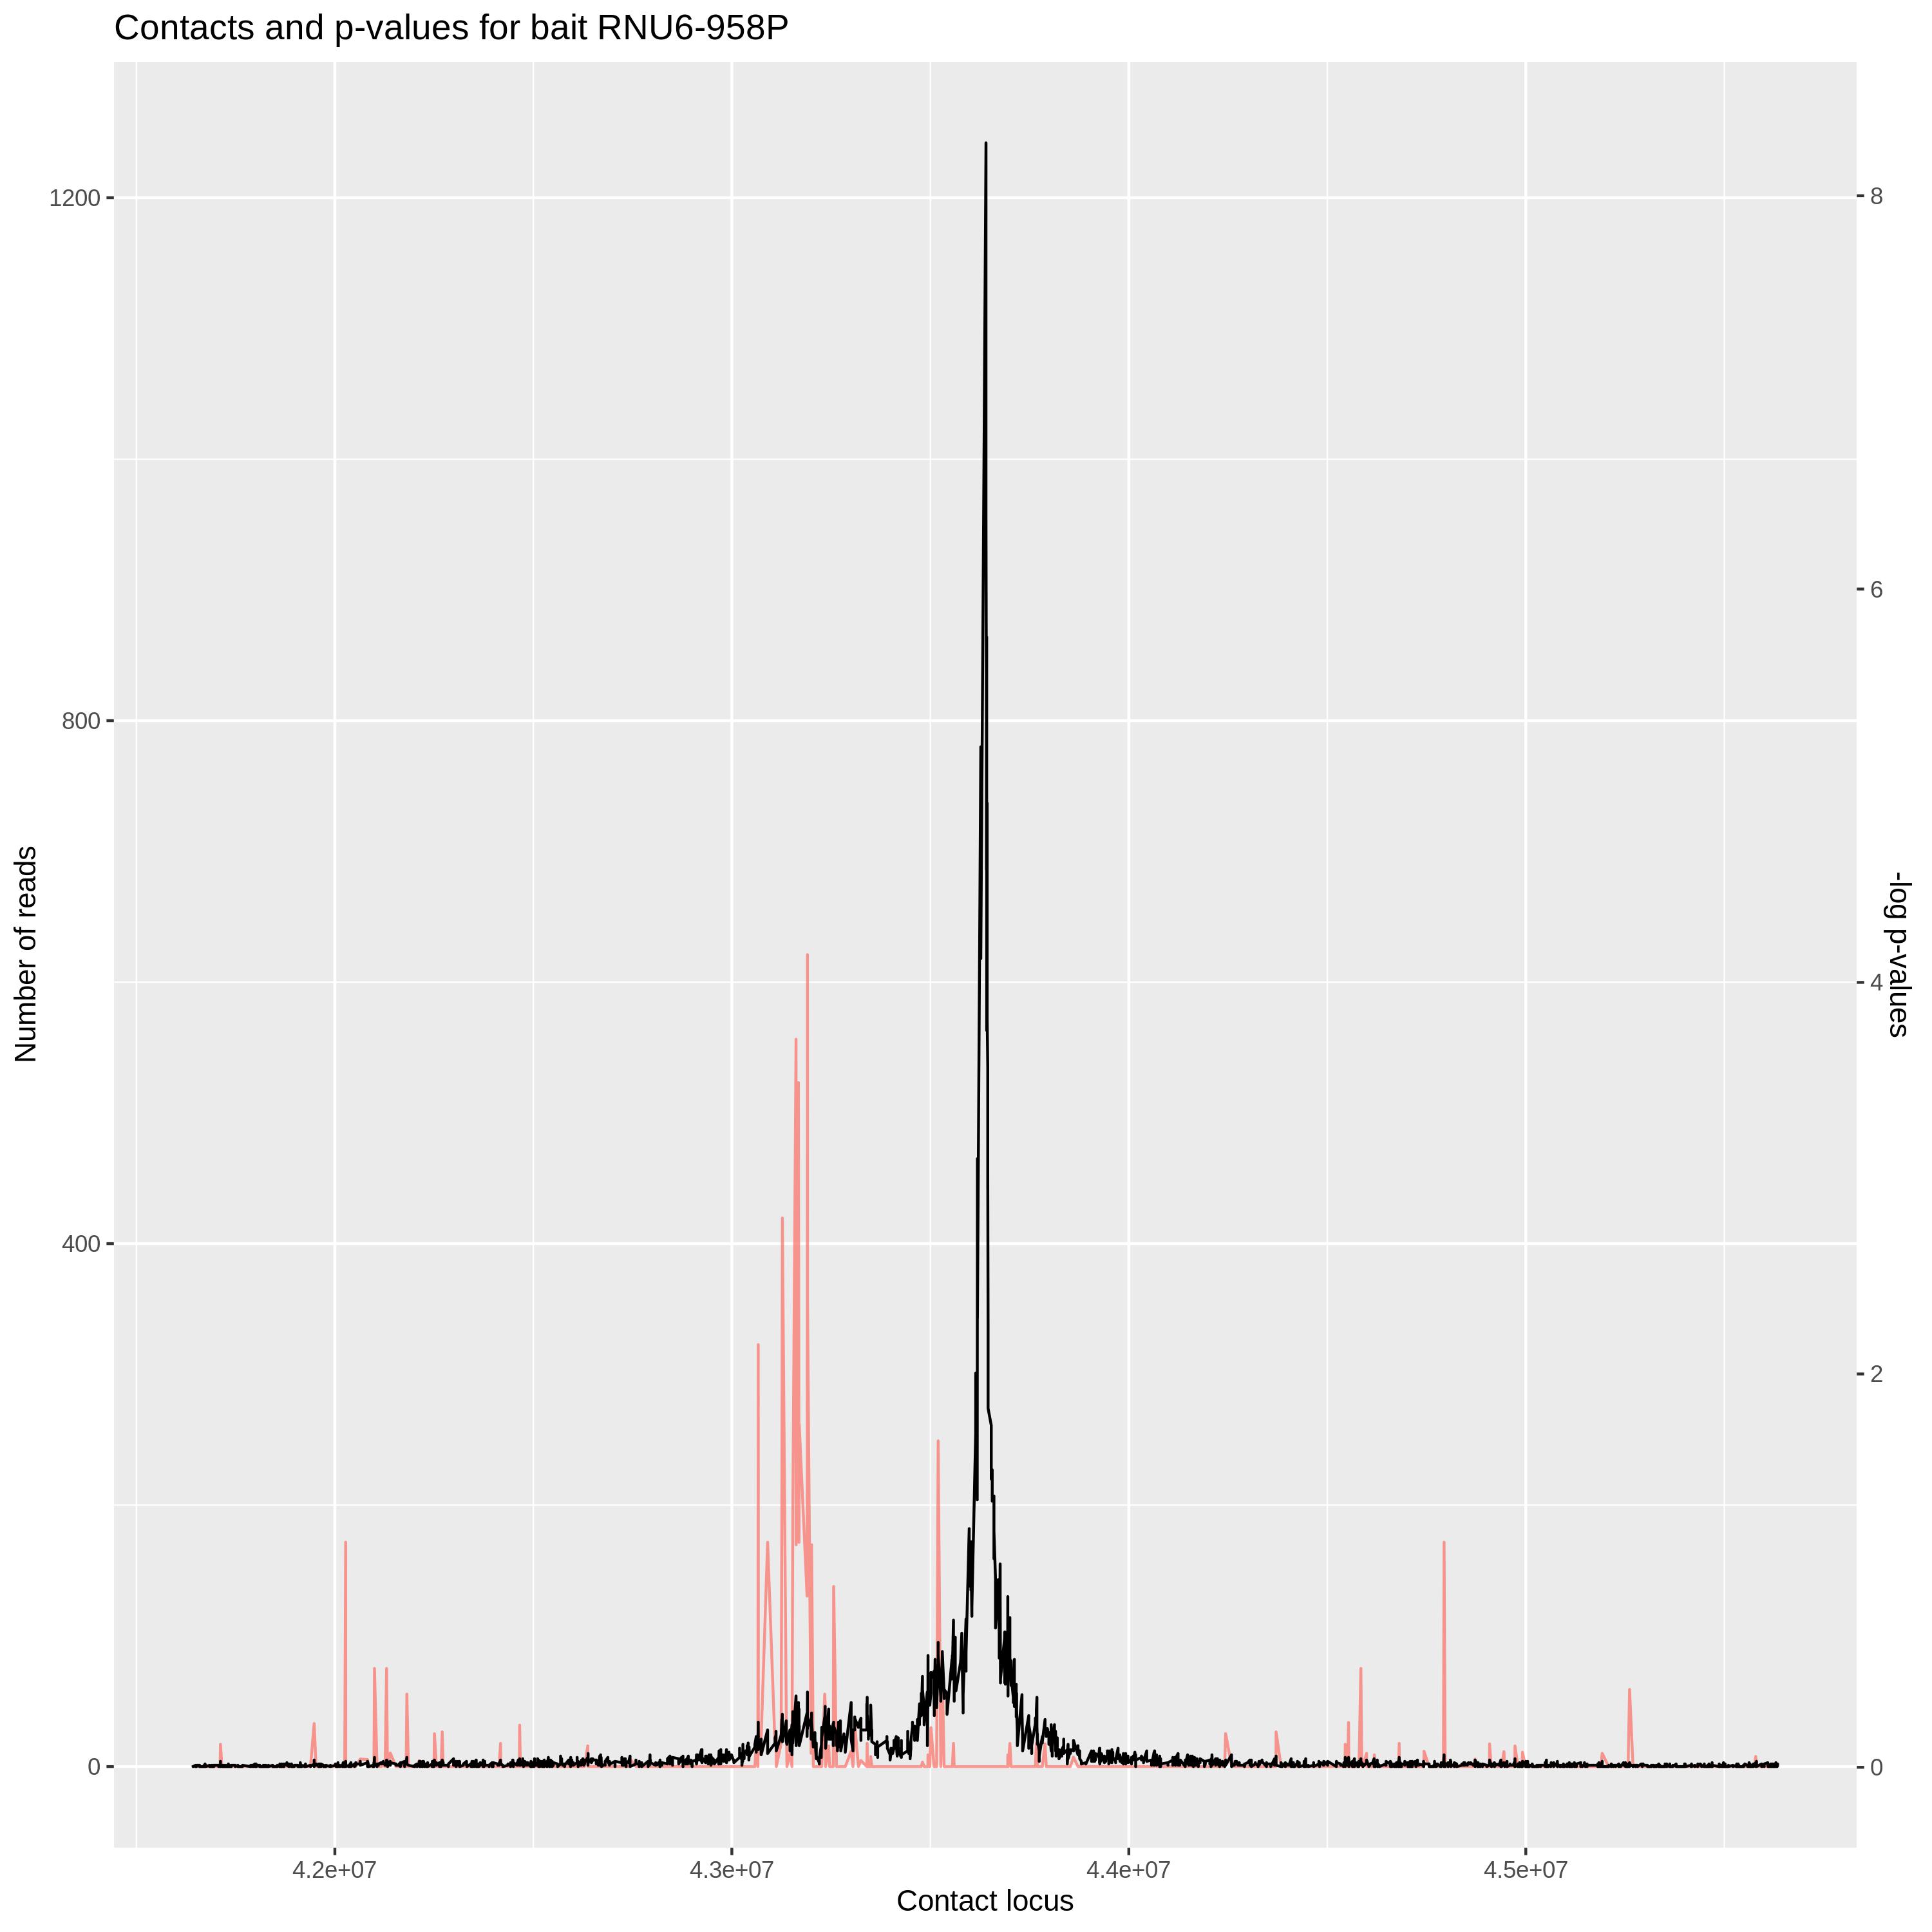 Contacts and p-values for bait RNU6-958P
1200
800
400
0
8
6
4
2
0
Number of reads
-log p-values
4.2e+07
4.3e+07
4.4e+07
4.5e+07
Contact locus